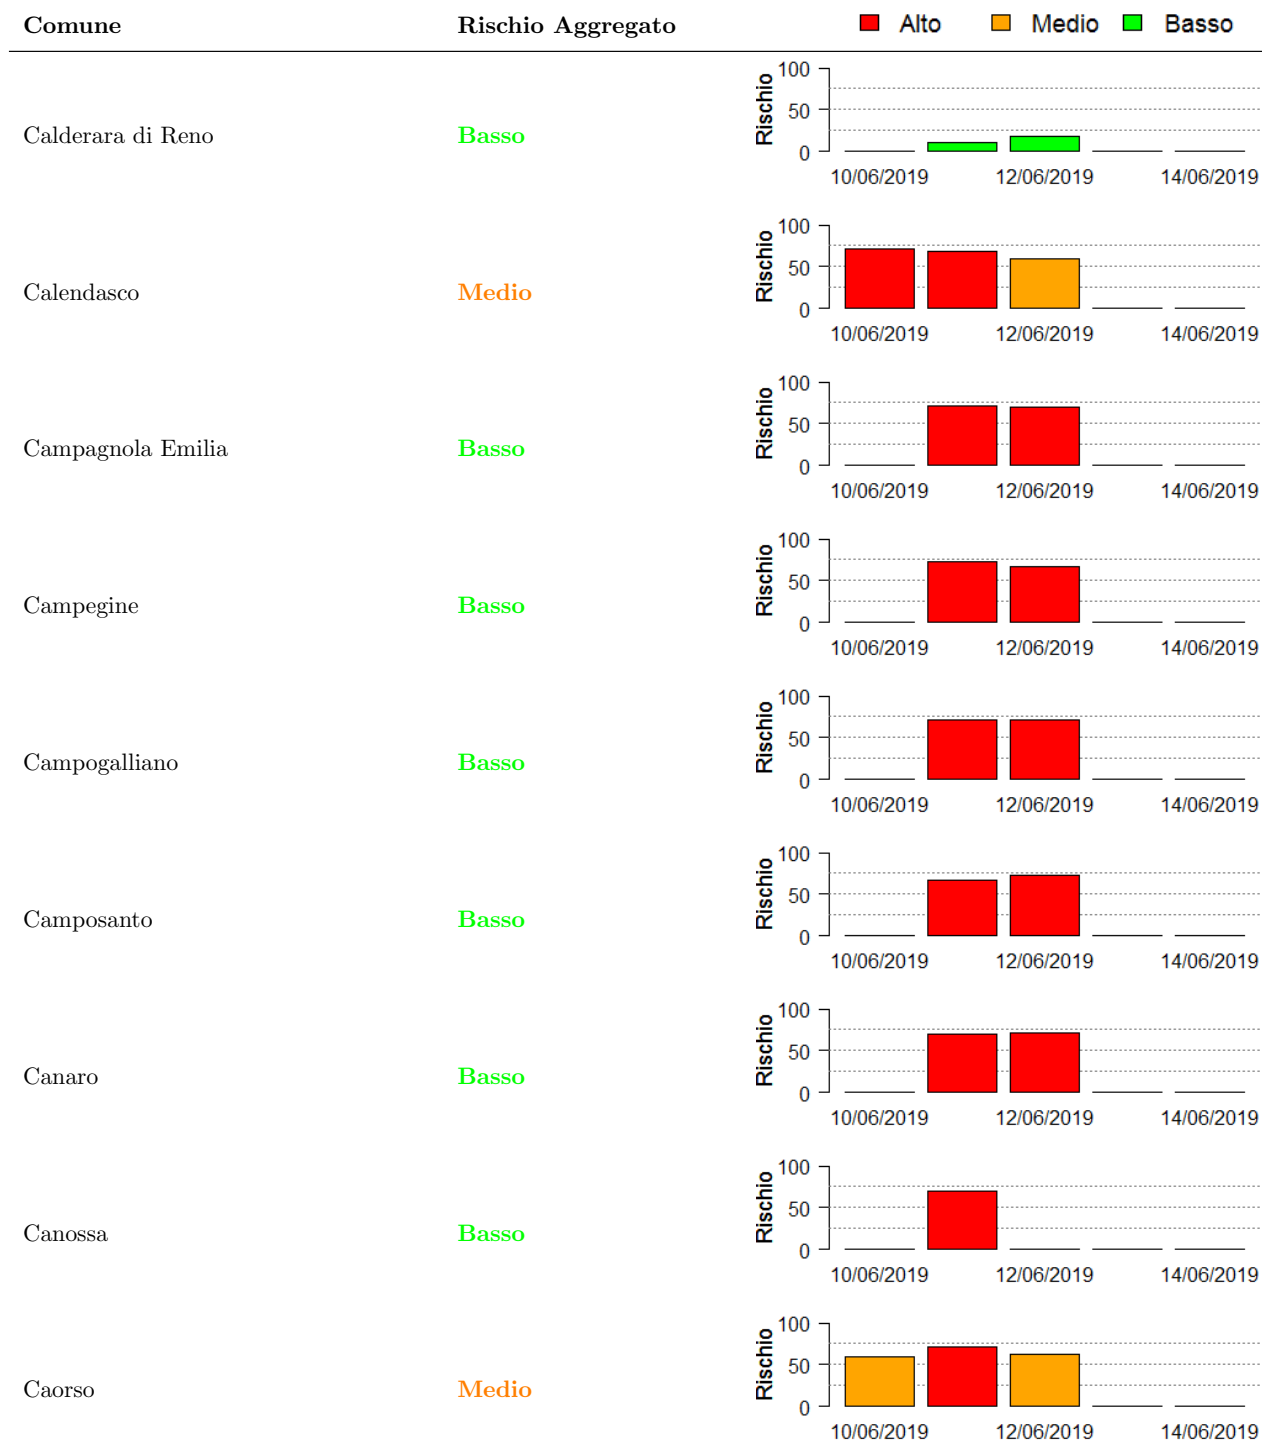 Comune Rischio Aggregato Alto Medio Basso
Calderara di Reno Basso Rischio 100 50 0
10/06/2019 12/06/2019 14/06/2019
Calendasco Medio Rischio 100 50 0
10/06/2019 12/06/2019 14/06/2019
Campagnola Emilia Basso Rischio 100 50 0
10/06/2019 12/06/2019 14/06/2019
Campegine Basso Rischio 100 50 0
10/06/2019 12/06/2019 14/06/2019
Campogalliano Basso Rischio 100 50 0
10/06/2019 12/06/2019 14/06/2019
Camposanto Basso Rischio 100 50 0
10/06/2019 12/06/2019 14/06/2019
Canaro Basso Rischio 100 50 0
10/06/2019 12/06/2019 14/06/2019
Canossa Basso Rischio 100 50 0
10/06/2019 12/06/2019 14/06/2019
Caorso Medio Rischio 100 50 0
10/06/2019 12/06/2019 14/06/2019